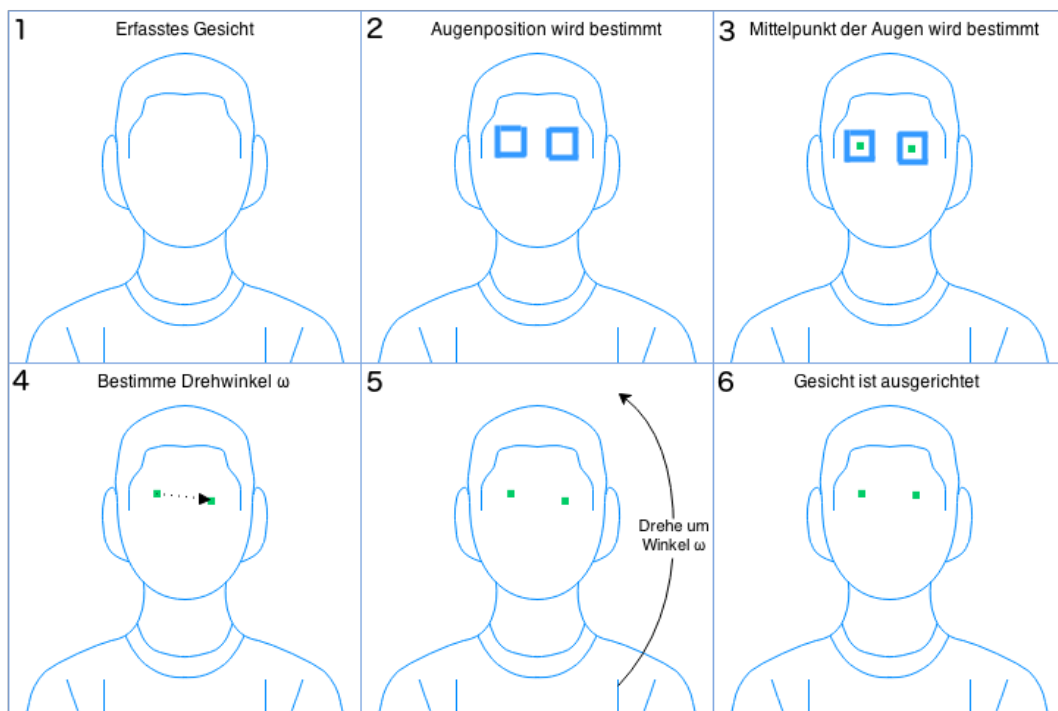 1 Erfasstes Gesicht
2 Augenposition wird bestimmt
3 Mittelpunkt der Augen wird bestimmt
4 Bestimme Drehwinkel ω
5
Drehe um
Winkel ω
6 Gesicht ist ausgerichtet